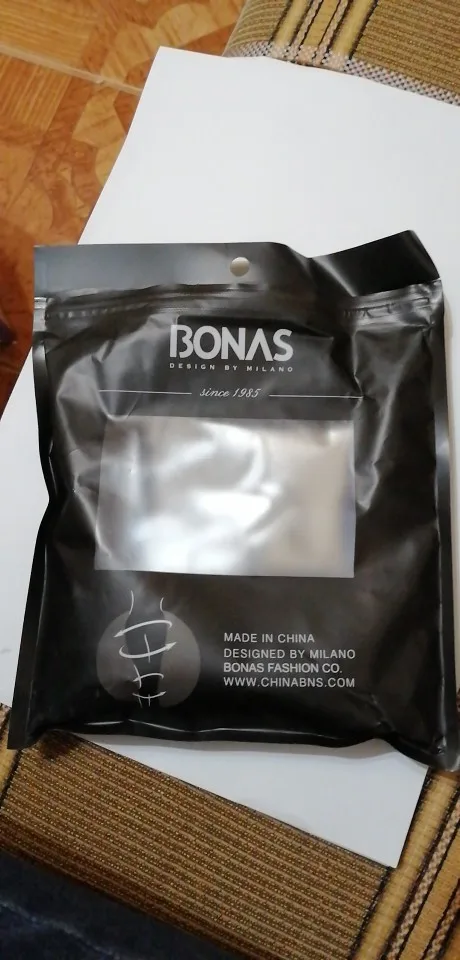 BONAS
DESIGN BY MILANO
since 1985
MADE IN CHINA
DESIGNED BY MILANO
BONAS FASHION CO.
WWW.CHINABNS.COM